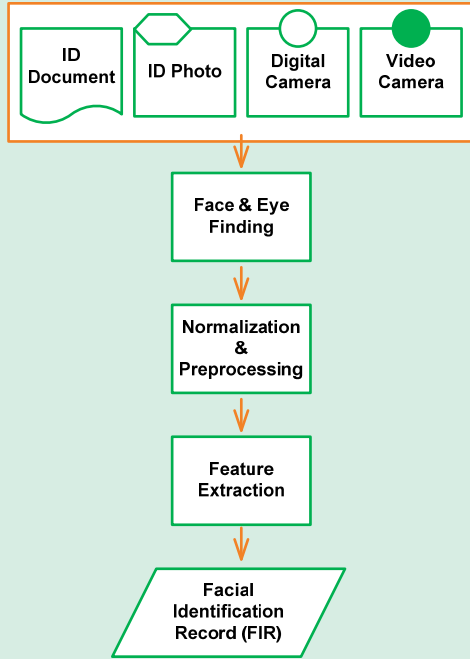 ID
Document
ID Photo
Digital
Camera
Video
Camera
Face & Eye
Finding
Normalization
&
Preprocessing
Feature
Extraction
Facial
Identification
Record (FIR)